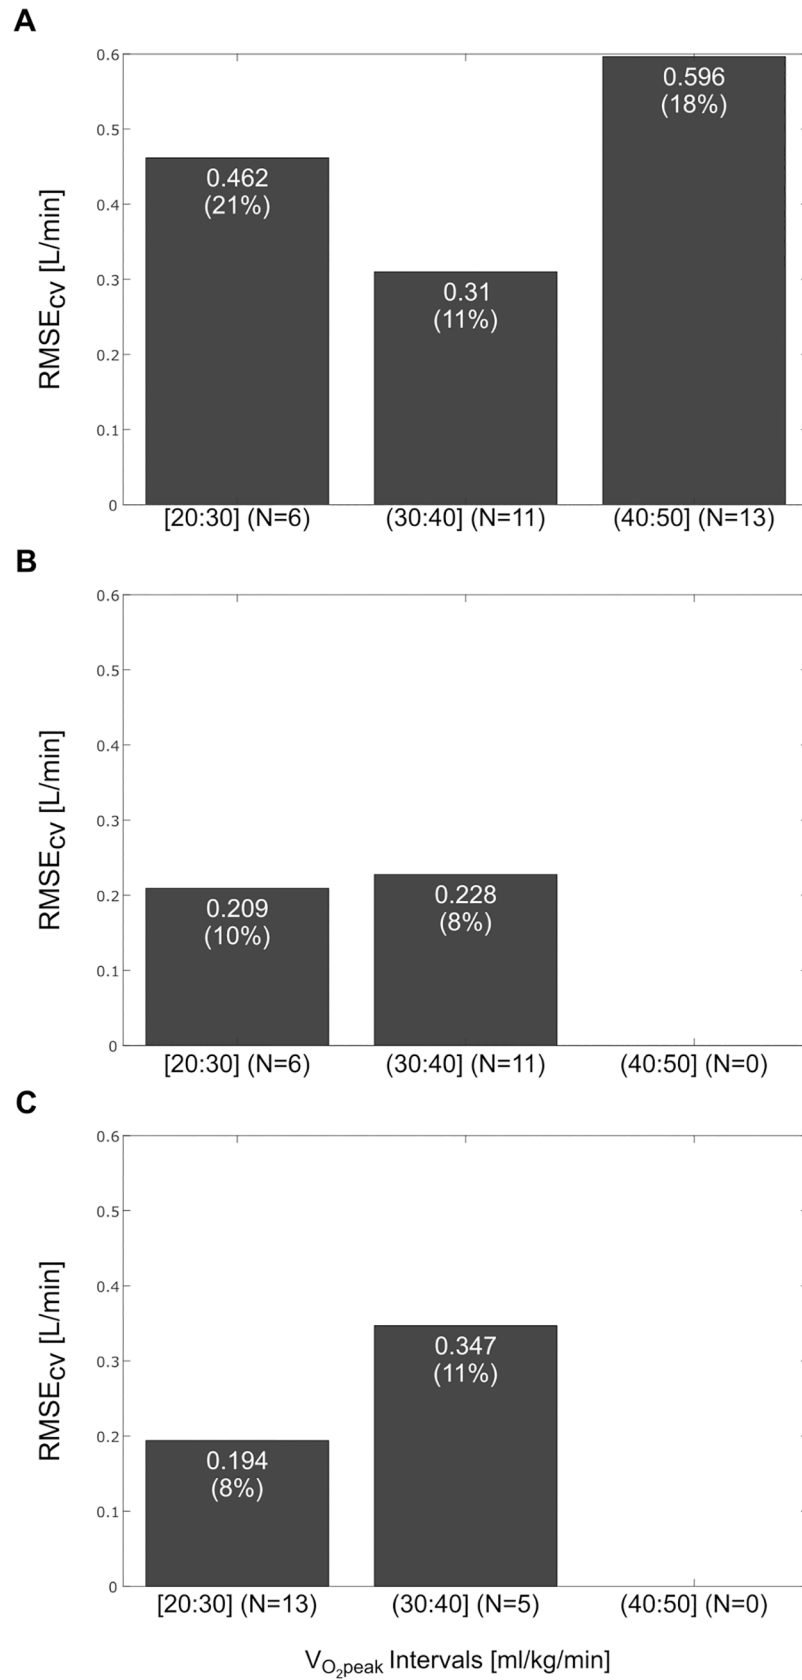 A
RMSECV [L/min]
0.6
0.5
0.4
0.3
0.2
0.1
0
0.462
(21%)
0.31
(11%)
0.596
(18%)
[20:30] (N=6)
(30:40] (N=11)
(40:50] (N=13)
B
RMSECV [L/min]
0.6
0.5
0.4
0.3
0.2
0.1
0
0.209
(10%)
0.228
(8%)
[20:30] (N=6)
(30:40] (N=11)
(40:50] (N=0)
C
RMSECV [L/min]
0.6
0.5
0.4
0.3
0.2
0.1
0
0.194
(8%)
0.347
(11%)
[20:30] (N=13)
(30:40] (N=5)
(40:50] (N=0)
VO2peak Intervals [ml/kg/min]